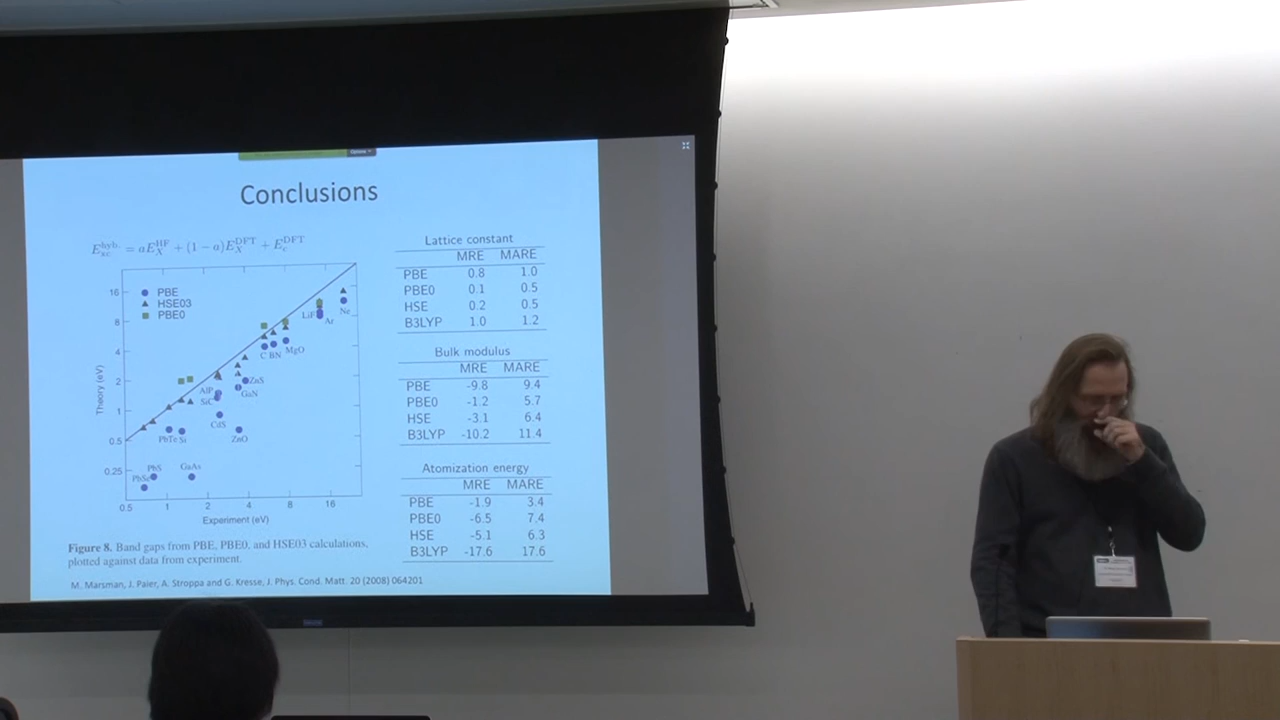 Options
Conclusions
E_xc^hyb. = aE_X^HF + (1 − a)E_X^DFT + E_c^DFT
PBE
HSE03
PBE0
Theory (eV)
16
8
4
2
1
0.5
0.25
Ne
LiF
Ar
C BN MgO
ZnS
AlP
GaN
SiC
CdS
PbTe Si
ZnO
PbS
GaAs
PbSe
0.5 1 2 4 8 16
Experiment (eV)
Figure 8. Band gaps from PBE, PBE0, and HSE03 calculations,
plotted against data from experiment.
M. Marsman, J. Paier, A. Stroppa and G. Kresse, J. Phys. Cond. Matt. 20 (2008) 064201
Lattice constant
MRE MARE
PBE 0.8 1.0
PBE0 0.1 0.5
HSE 0.2 0.5
B3LYP 1.0 1.2
Bulk modulus
MRE MARE
PBE -9.8 9.4
PBE0 -1.2 5.7
HSE -3.1 6.4
B3LYP -10.2 11.4
Atomization energy
MRE MARE
PBE -1.9 3.4
PBE0 -6.5 7.4
HSE -5.1 6.3
B3LYP -17.6 17.6